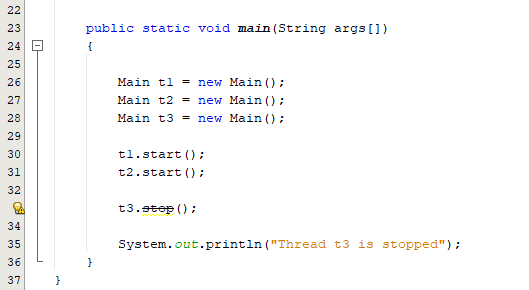 22
23 public static void main(String args[])
24 {
25
26 Main t1 = new Main();
27 Main t2 = new Main();
28 Main t3 = new Main();
29
30 t1.start();
31 t2.start();
32
t3.stop();
34
35 System.out.println("Thread t3 is stopped");
36 }
37 }